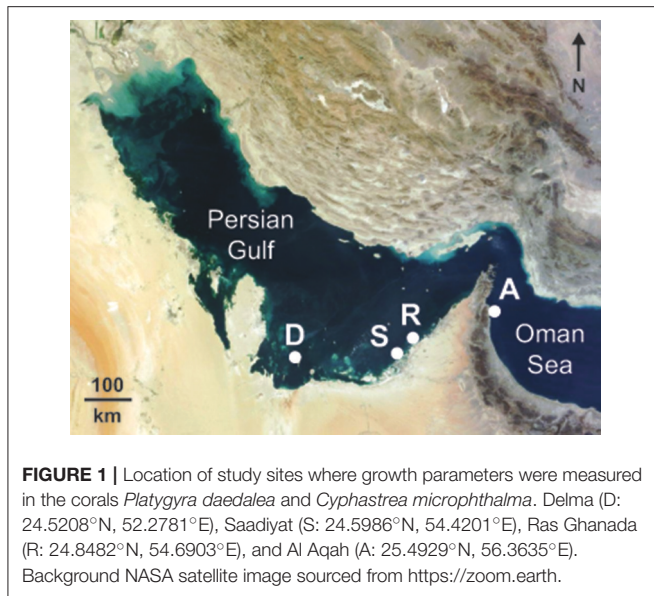 N
Persian
Gulf
A
R
S
D
Oman
Sea
100
km
FIGURE 1 | Location of study sites where growth parameters were measured
in the corals Platygyra daedalea and Cyphastrea microphthalma. Delma (D:
24.5208°N, 52.2781°E), Saadiyat (S: 24.5986°N, 54.4201°E), Ras Ghanada
(R: 24.8482°N, 54.6903°E), and Al Aqah (A: 25.4929°N, 56.3635°E).
Background NASA satellite image sourced from https://zoom.earth.